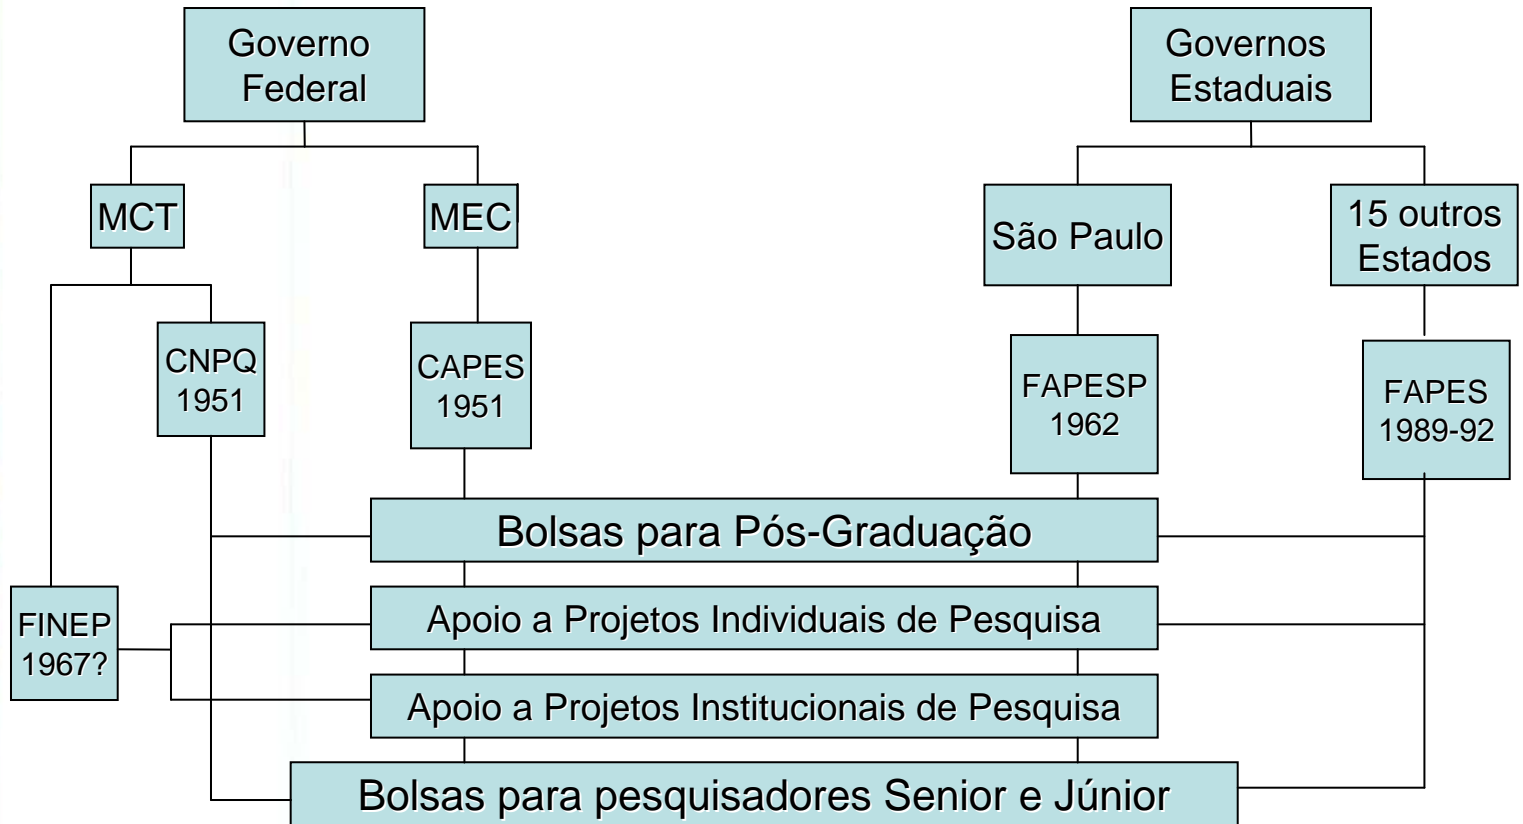 Governo
Federal
Governos
Estaduais
MCT
MEC
São Paulo
15 outros
Estados
CNPQ
1951
CAPES
1951
FAPESP
1962
FAPES
1989-92
Bolsas para Pós-Graduação
FINEP
1967?
Apoio a Projetos Individuais de Pesquisa
Apoio a Projetos Institucionais de Pesquisa
Bolsas para pesquisadores Senior e Júnior